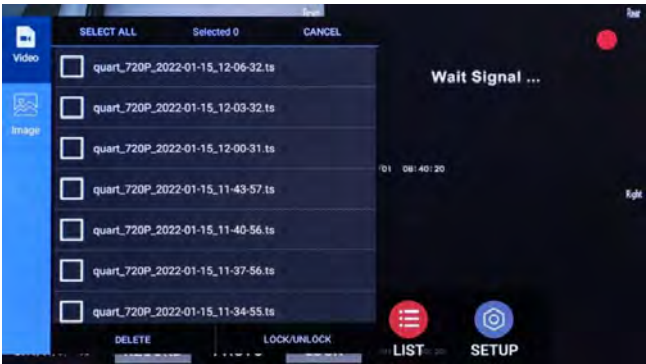 Rear
SELECT ALL Selected 0 CANCEL
Video
quart_720P_2022-01-15_12-06-32.ts
Wait Signal ...
quart_720P_2022-01-15_12-03-32.ts
Image
quart_720P_2022-01-15_12-00-31.ts
/01 08:40:20
quart_720P_2022-01-15_11-43-57.ts
Right
quart_720P_2022-01-15_11-40-56.ts
quart_720P_2022-01-15_11-37-56.ts
quart_720P_2022-01-15_11-34-55.ts
DELETE LOCK/UNLOCK
LIST SETUP